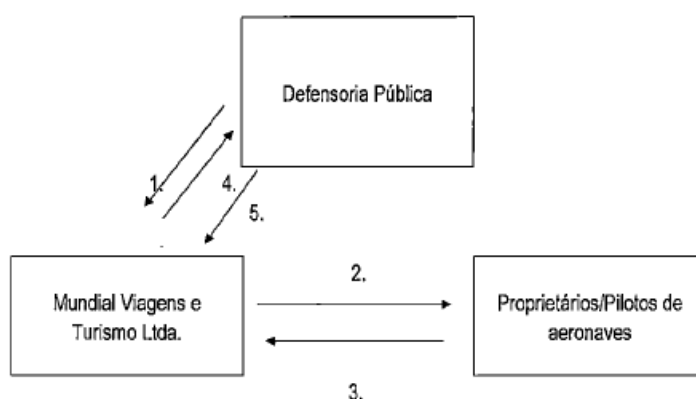 Defensoria Pública
1.
4.
5.
2.
Mundial Viagens e
Turismo Ltda.
Proprietários/Pilotos de
aeronaves
3.